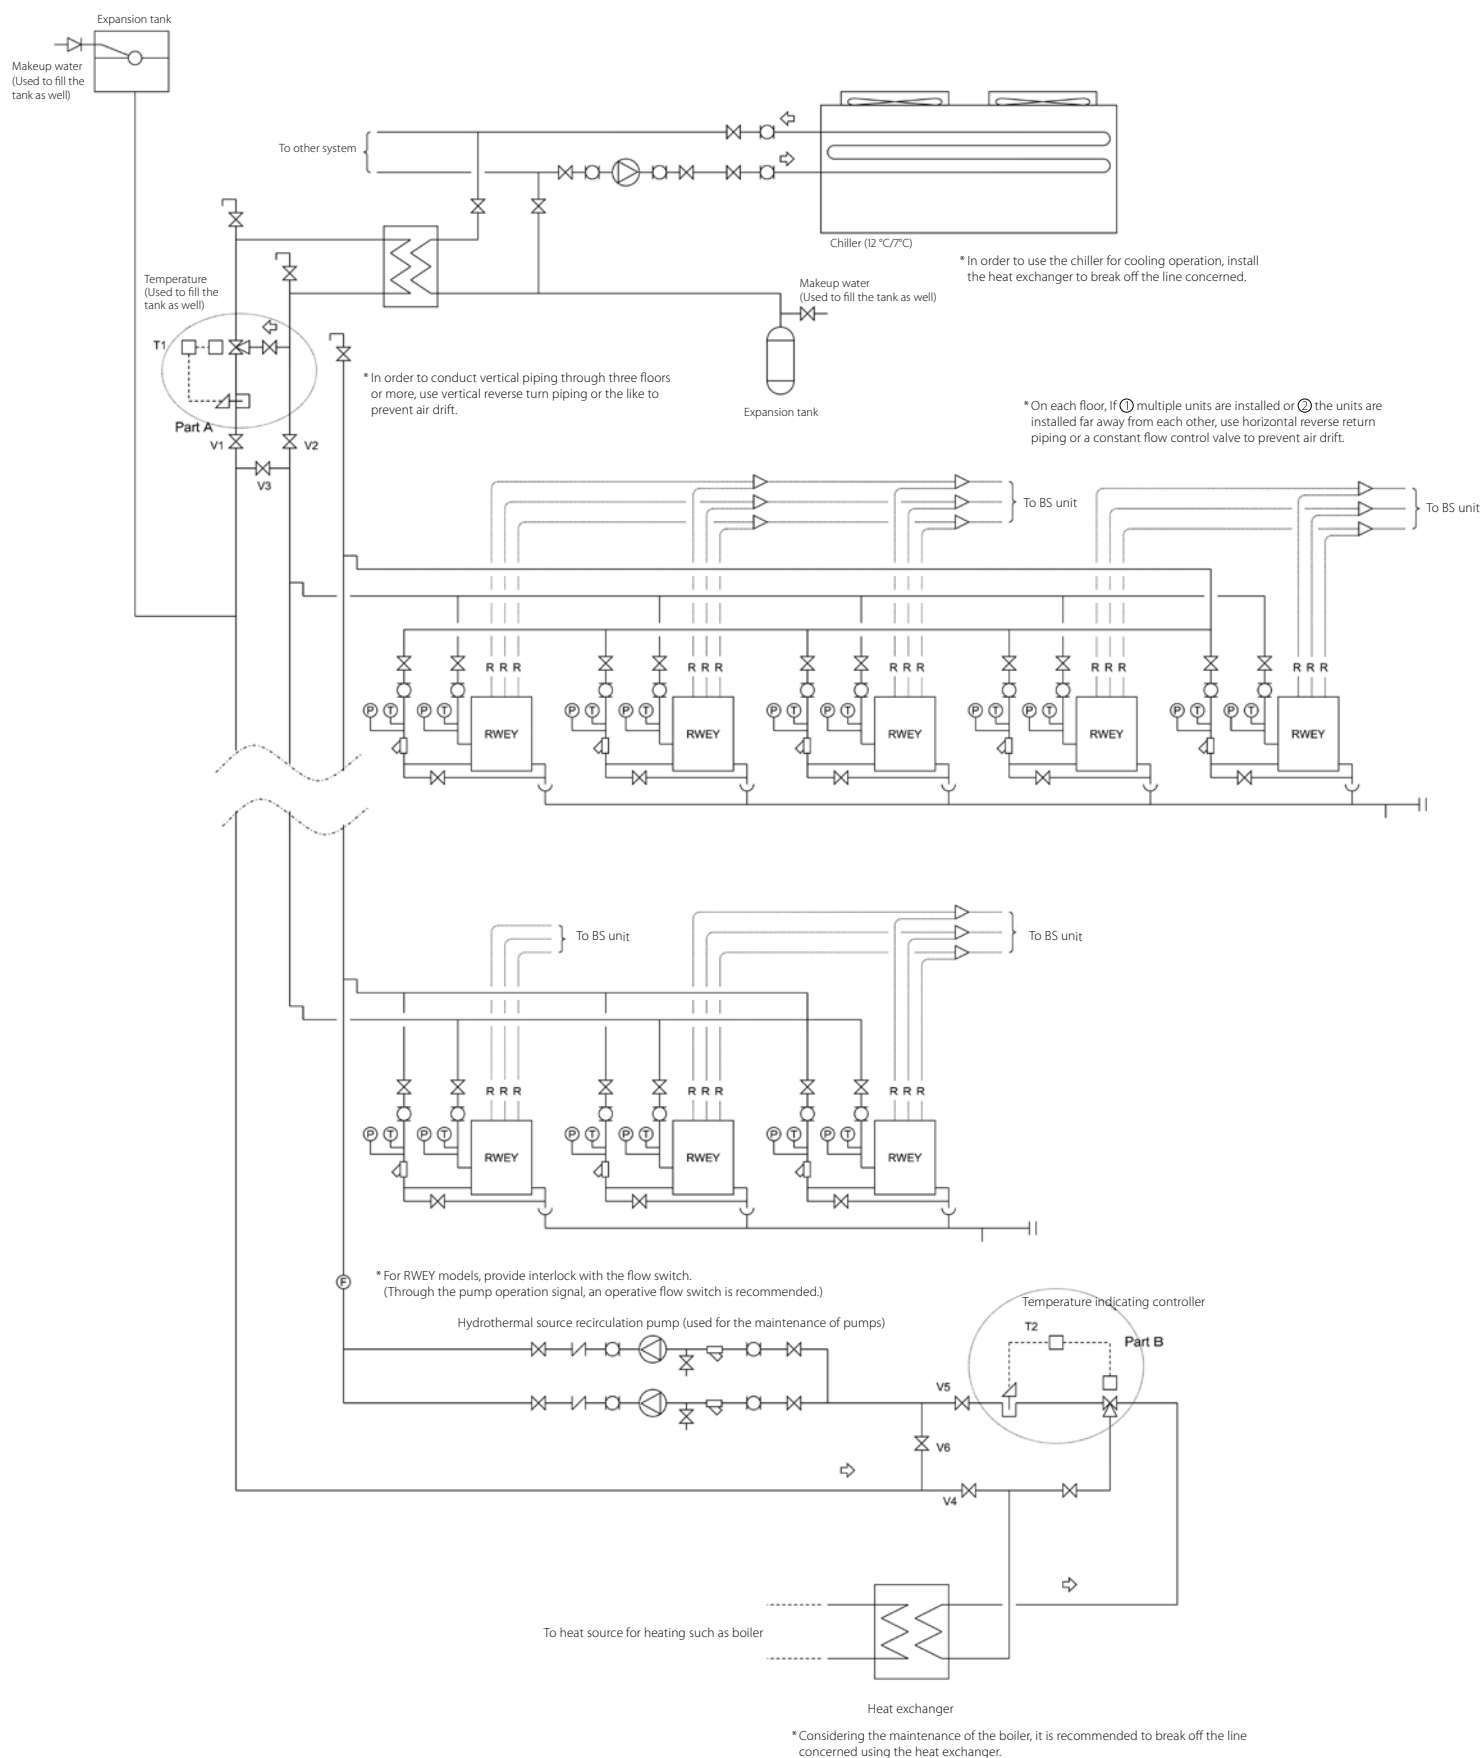 Expansion tank
Makeup water
(Used to fill the
tank as well)
To other system
Chiller (12 °C/7°C)
* In order to use the chiller for cooling operation, install
the heat exchanger to break off the line concerned.
Temperature
(Used to fill the
tank as well)
Makeup water
(Used to fill the tank as well)
T1
* In order to conduct vertical piping through three floors
or more, use vertical reverse turn piping or the like to
prevent air drift.
Expansion tank
* On each floor, If ① multiple units are installed or ② the units are
installed far away from each other, use horizontal reverse return
piping or a constant flow control valve to prevent air drift.
Part A
V1
V2
V3
To BS unit
To BS unit
R R R
R R R
R R R
R R R
R R R
P T P T
P T P T
P T P T
P T P T
P T P T
RWEY
RWEY
RWEY
RWEY
RWEY
To BS unit
To BS unit
R R R
R R R
R R R
P T P T
P T P T
P T P T
RWEY
RWEY
RWEY
F
* For RWEY models, provide interlock with the flow switch.
(Through the pump operation signal, an operative flow switch is recommended.)
Hydrothermal source recirculation pump (used for the maintenance of pumps)
Temperature indicating controller
T2
Part B
V5
V6
V4
To heat source for heating such as boiler
Heat exchanger
* Considering the maintenance of the boiler, it is recommended to break off the line
concerned using the heat exchanger.